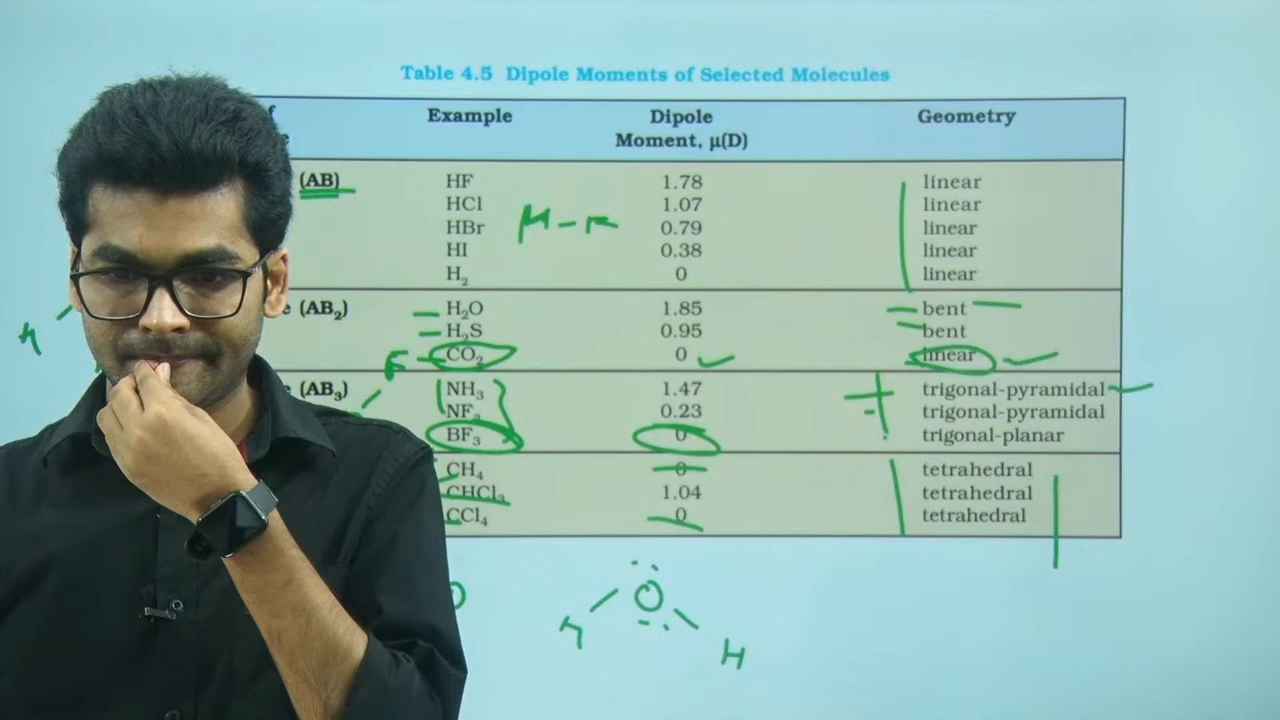 Table 4.5 Dipole Moments of Selected Molecules
Example Dipole Moment, μ(D) Geometry
(AB) HF 1.78 linear
HCl 1.07 linear
HBr 0.79 linear
HI 0.38 linear
H₂ 0 linear
(AB₂) H₂O 1.85 bent
H₂S 0.95 bent
CO₂ 0 linear
(AB₃) NH₃ 1.47 trigonal-pyramidal
NF₃ 0.23 trigonal-pyramidal
BF₃ 0 trigonal-planar
CH₄ 0 tetrahedral
CHCl₃ 1.04 tetrahedral
CCl₄ 0 tetrahedral
O
H